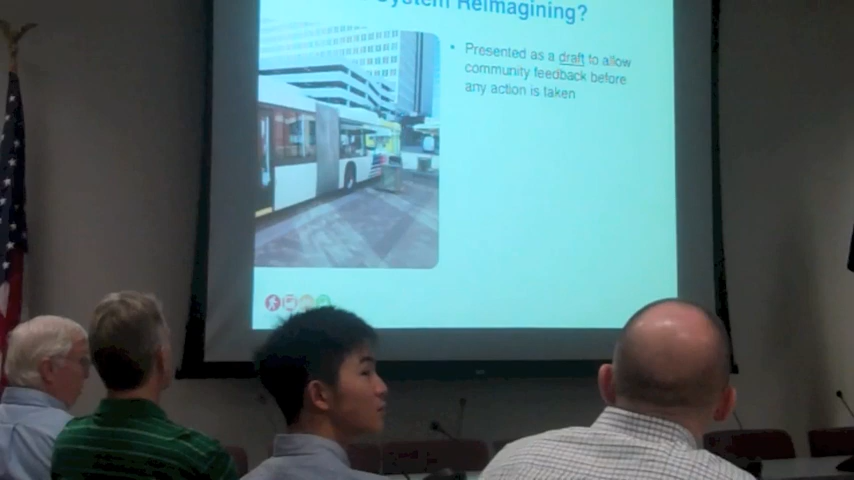 System Reimagining?
• Presented as a draft to allow
community feedback before
any action is taken